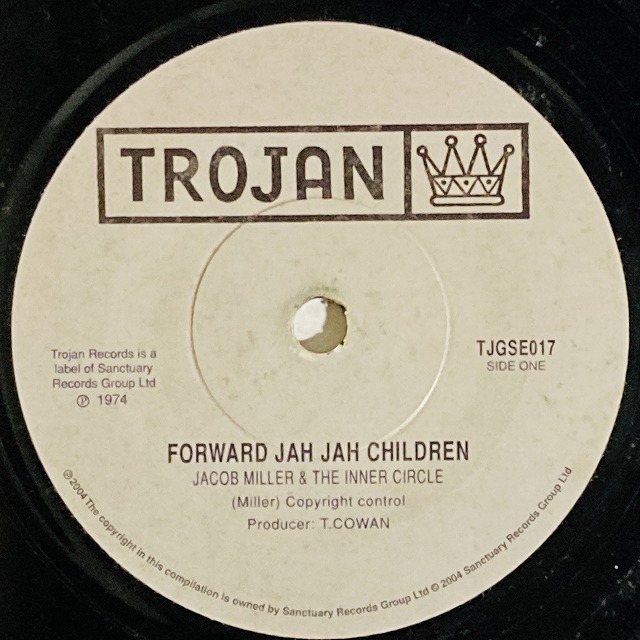 TROJAN
Trojan Records is a
label of Sanctuary
Records Group Ltd
℗ 1974
TJGSE017
SIDE ONE
FORWARD JAH JAH CHILDREN
JACOB MILLER & THE INNER CIRCLE
(Miller) Copyright control
Producer: T.COWAN
℗ 2004 The copyright in this compilation is owned by Sanctuary Records Group Ltd © 2004 Sanctuary Records Group Ltd